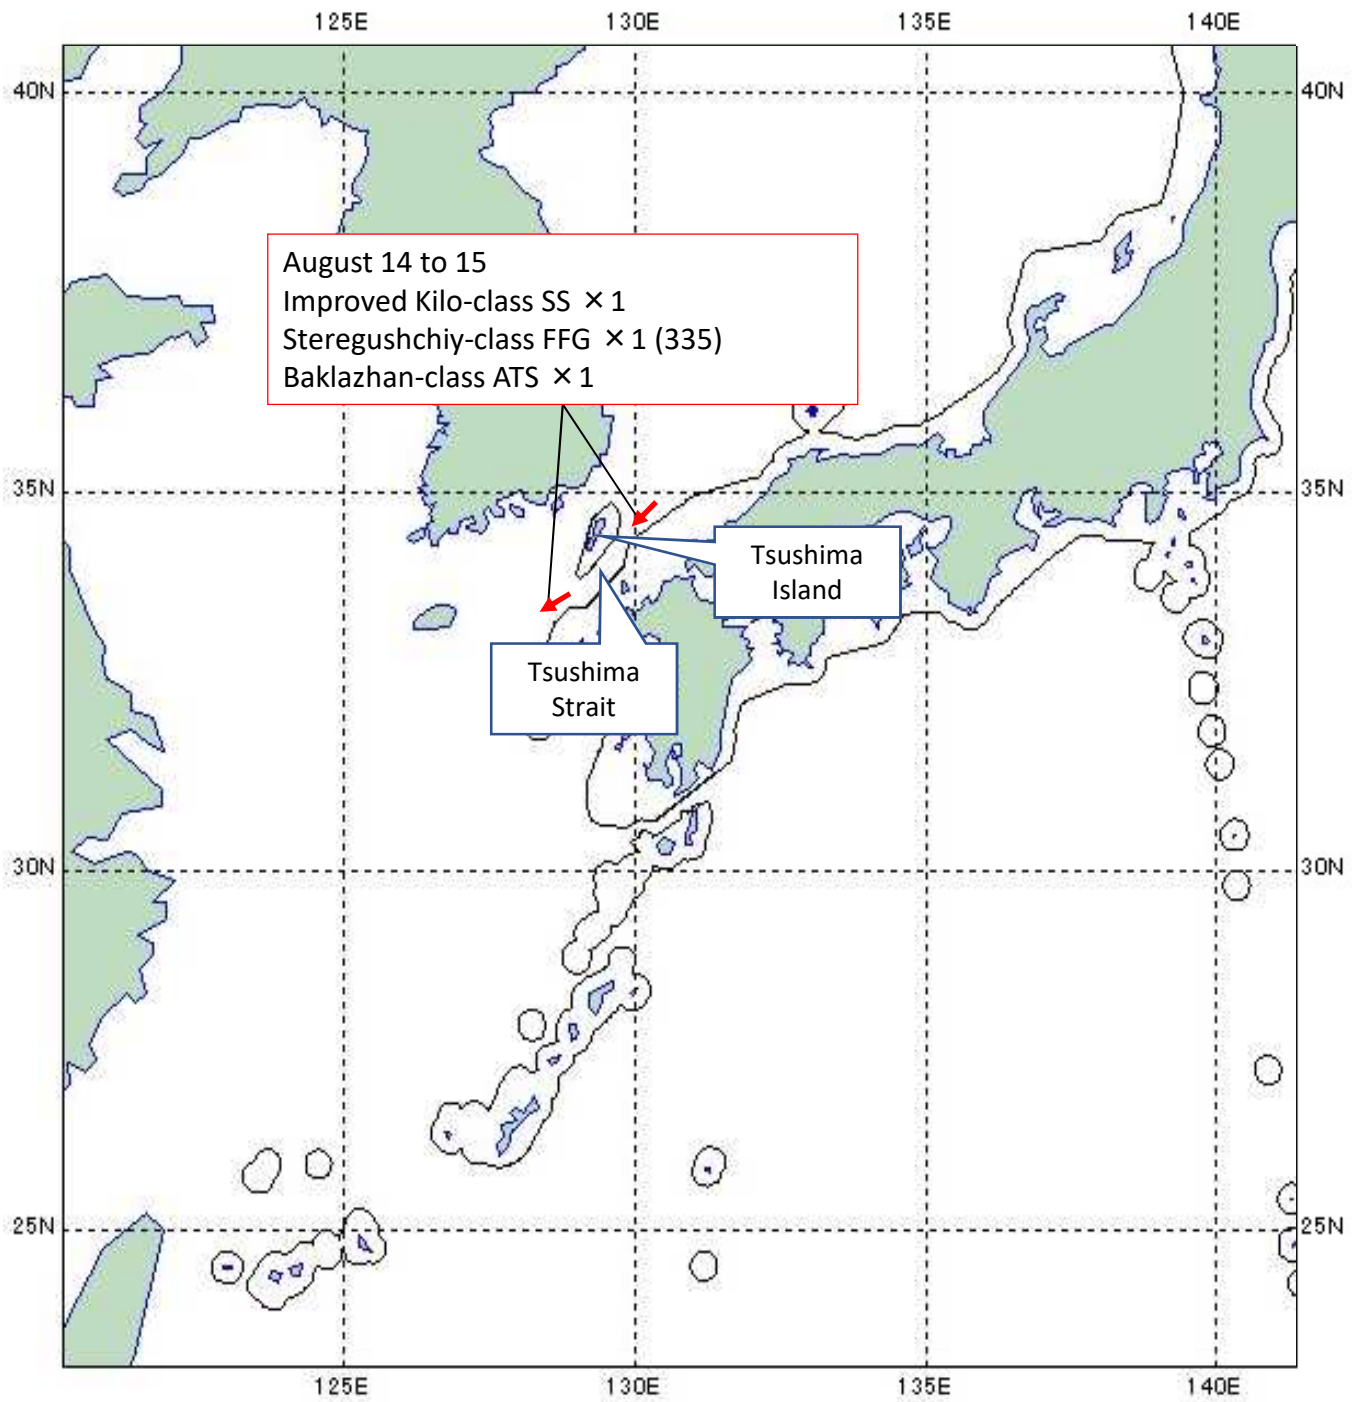 125E 130E 135E 140E
40N 40N
August 14 to 15
Improved Kilo-class SS ×1
Steregushchiy-class FFG ×1 (335)
Baklazhan-class ATS ×1
35N 35N
Tsushima
Island
Tsushima
Strait
30N 30N
25N 25N
125E 130E 135E 140E